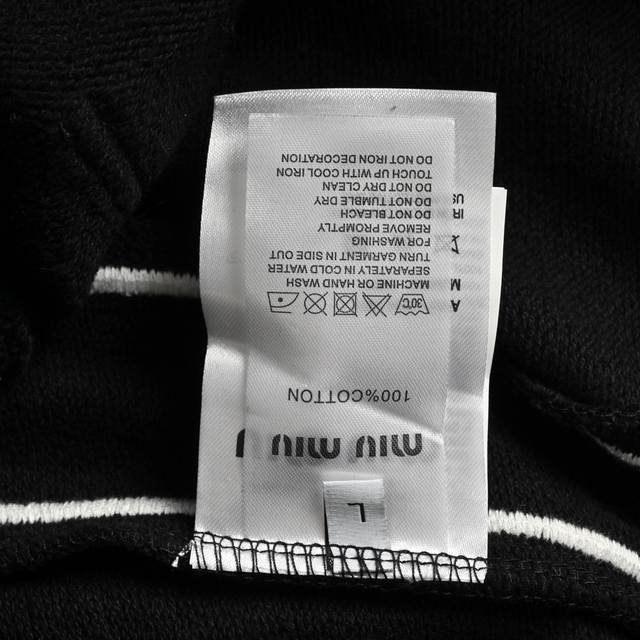 miu miu
100%COTTON
30°C
MACHINE OR HAND WASH
SEPARATELY IN COLD WATER
TURN GARMENT IN SIDE OUT
FOR WASHING
REMOVE PROMPTLY
DO NOT BLEACH
DO NOT TUMBLE DRY
DO NOT DRY CLEAN
TOUCH UP WITH COOL IRON
DO NOT IRON DECORATION
L